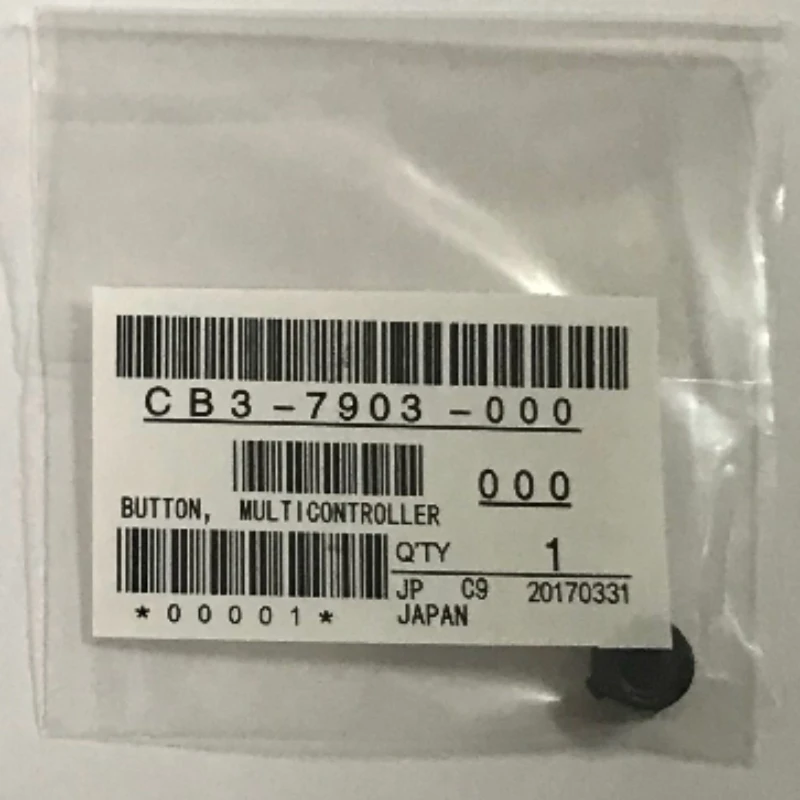 CB3-7903-000
000
BUTTON, MULTICONTROLLER
Q'TY 1
JP C9 20170331
*00001* JAPAN